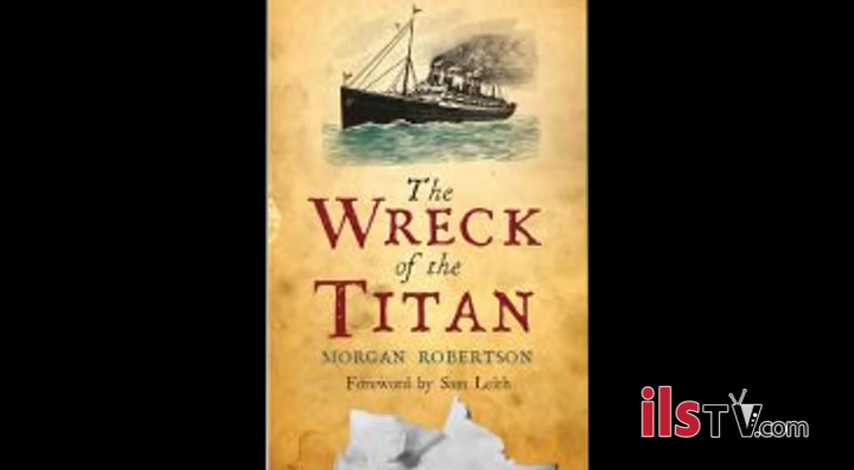 The
WRECK
of the
TITAN
MORGAN ROBERTSON
Foreword by Sam Leith
ilsTV.com